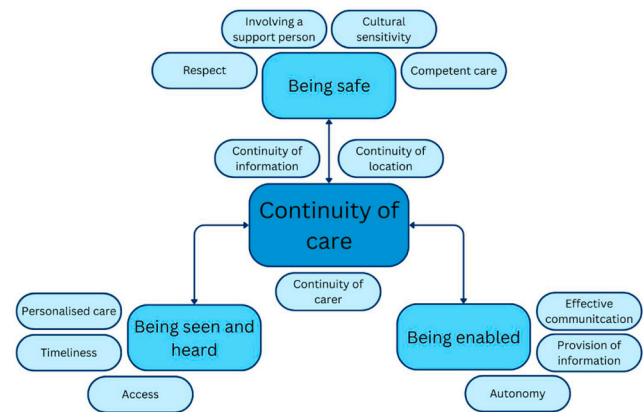 Involving a
support person
Cultural
sensitivity
Respect
Competent care
Being safe
Continuity of
information
Continuity of
location
Continuity of
care
Continuity of
carer
Personalised care
Timeliness
Access
Being seen and
heard
Being enabled
Effective
communitcation
Provision of
information
Autonomy